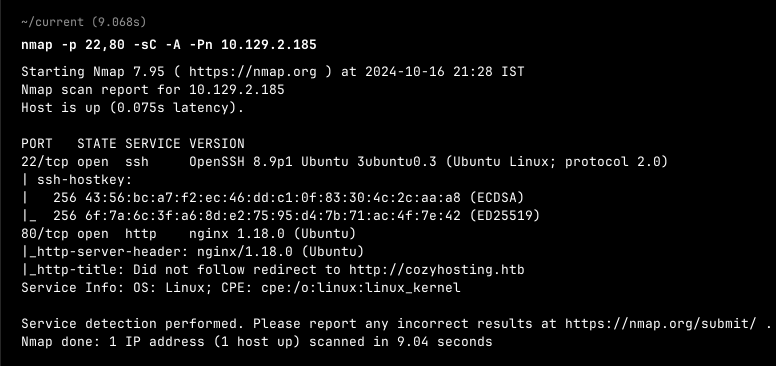 ~/current (9.068s)
nmap -p 22,80 -sC -A -Pn 10.129.2.185
Starting Nmap 7.95 ( https://nmap.org ) at 2024-10-16 21:28 IST
Nmap scan report for 10.129.2.185
Host is up (0.075s latency).
PORT   STATE SERVICE VERSION
22/tcp open  ssh     OpenSSH 8.9p1 Ubuntu 3ubuntu0.3 (Ubuntu Linux; protocol 2.0)
| ssh-hostkey:
|   256 43:56:bc:a7:f2:ec:46:dd:c1:0f:83:30:4c:2c:aa:a8 (ECDSA)
|_  256 6f:7a:6c:3f:a6:8d:e2:75:95:d4:7b:71:ac:4f:7e:42 (ED25519)
80/tcp open  http    nginx 1.18.0 (Ubuntu)
|_http-server-header: nginx/1.18.0 (Ubuntu)
|_http-title: Did not follow redirect to http://cozyhosting.htb
Service Info: OS: Linux; CPE: cpe:/o:linux:linux_kernel
Service detection performed. Please report any incorrect results at https://nmap.org/submit/ .
Nmap done: 1 IP address (1 host up) scanned in 9.04 seconds